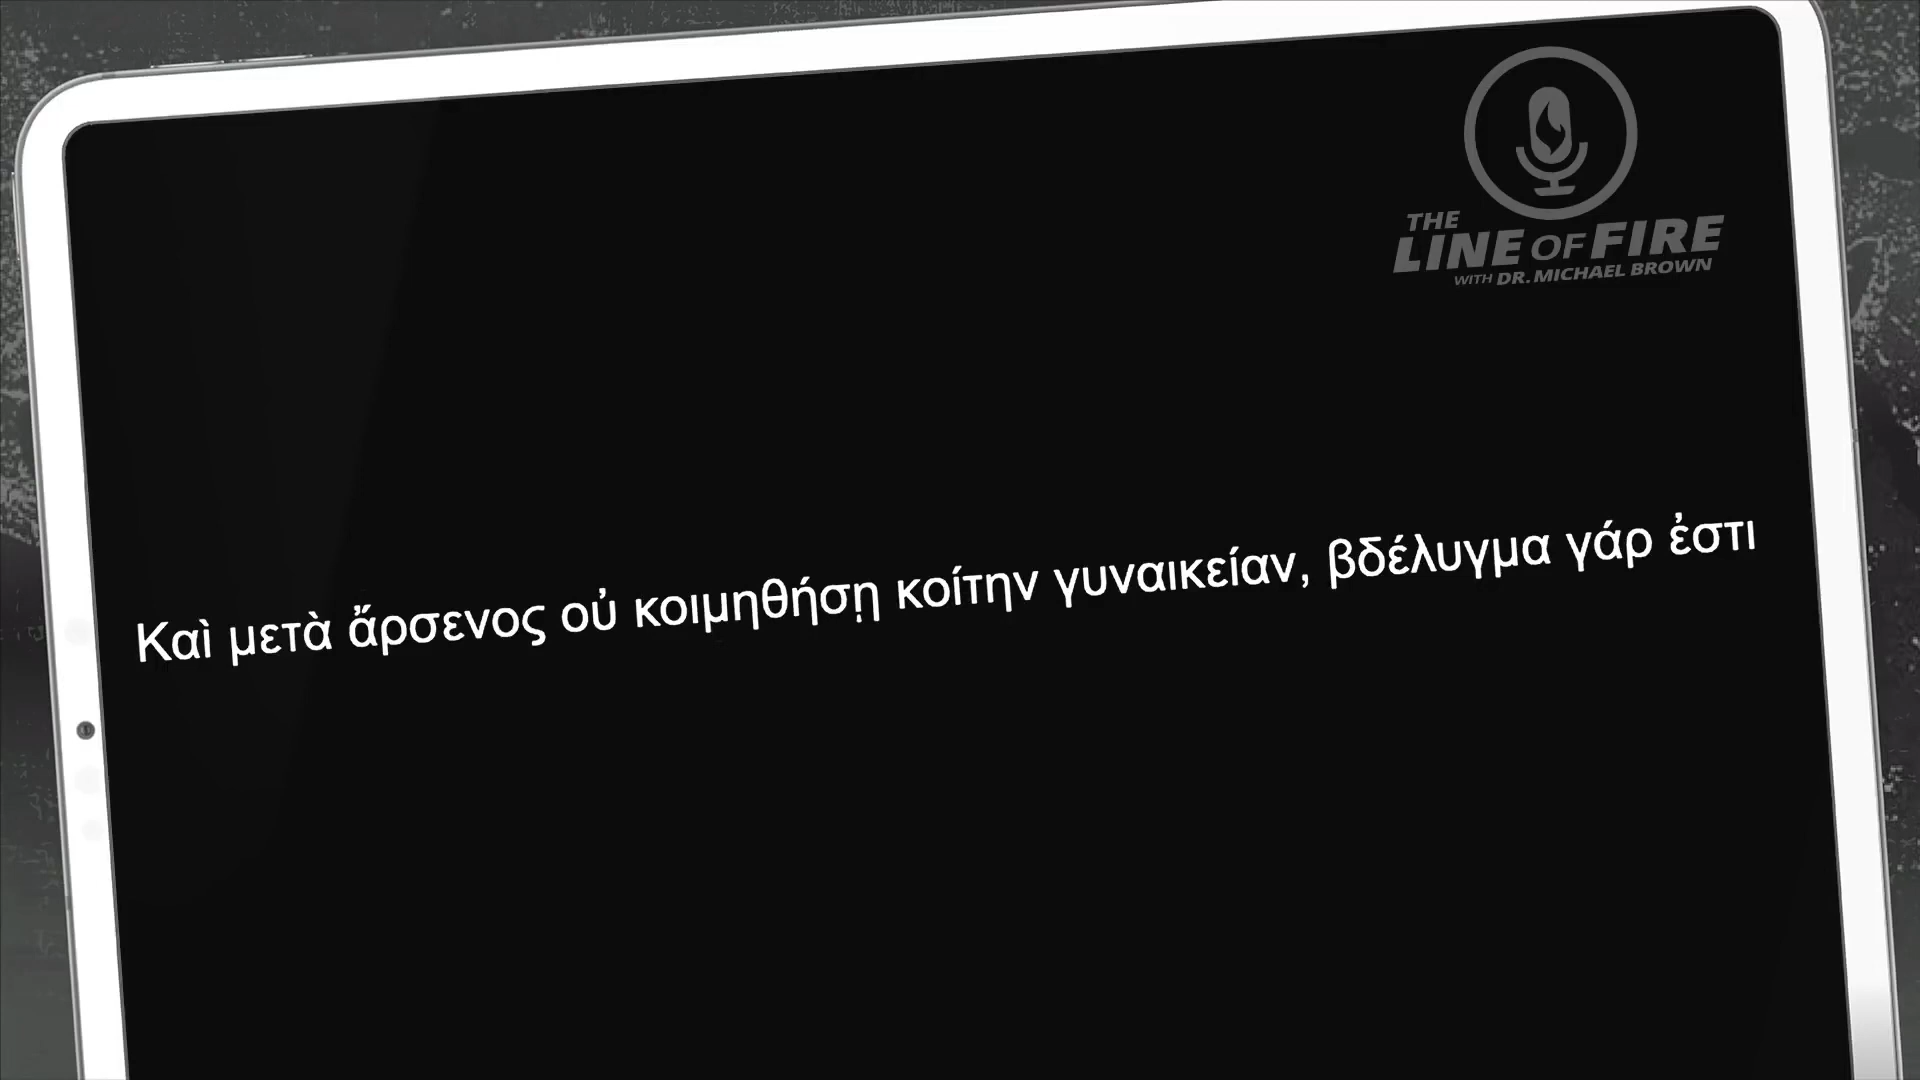 THE
LINE OF FIRE
WITH DR. MICHAEL BROWN
Καὶ μετὰ ἄρσενος οὐ κοιμηθήσῃ κοίτην γυναικείαν, βδέλυγμα γάρ ἐστι